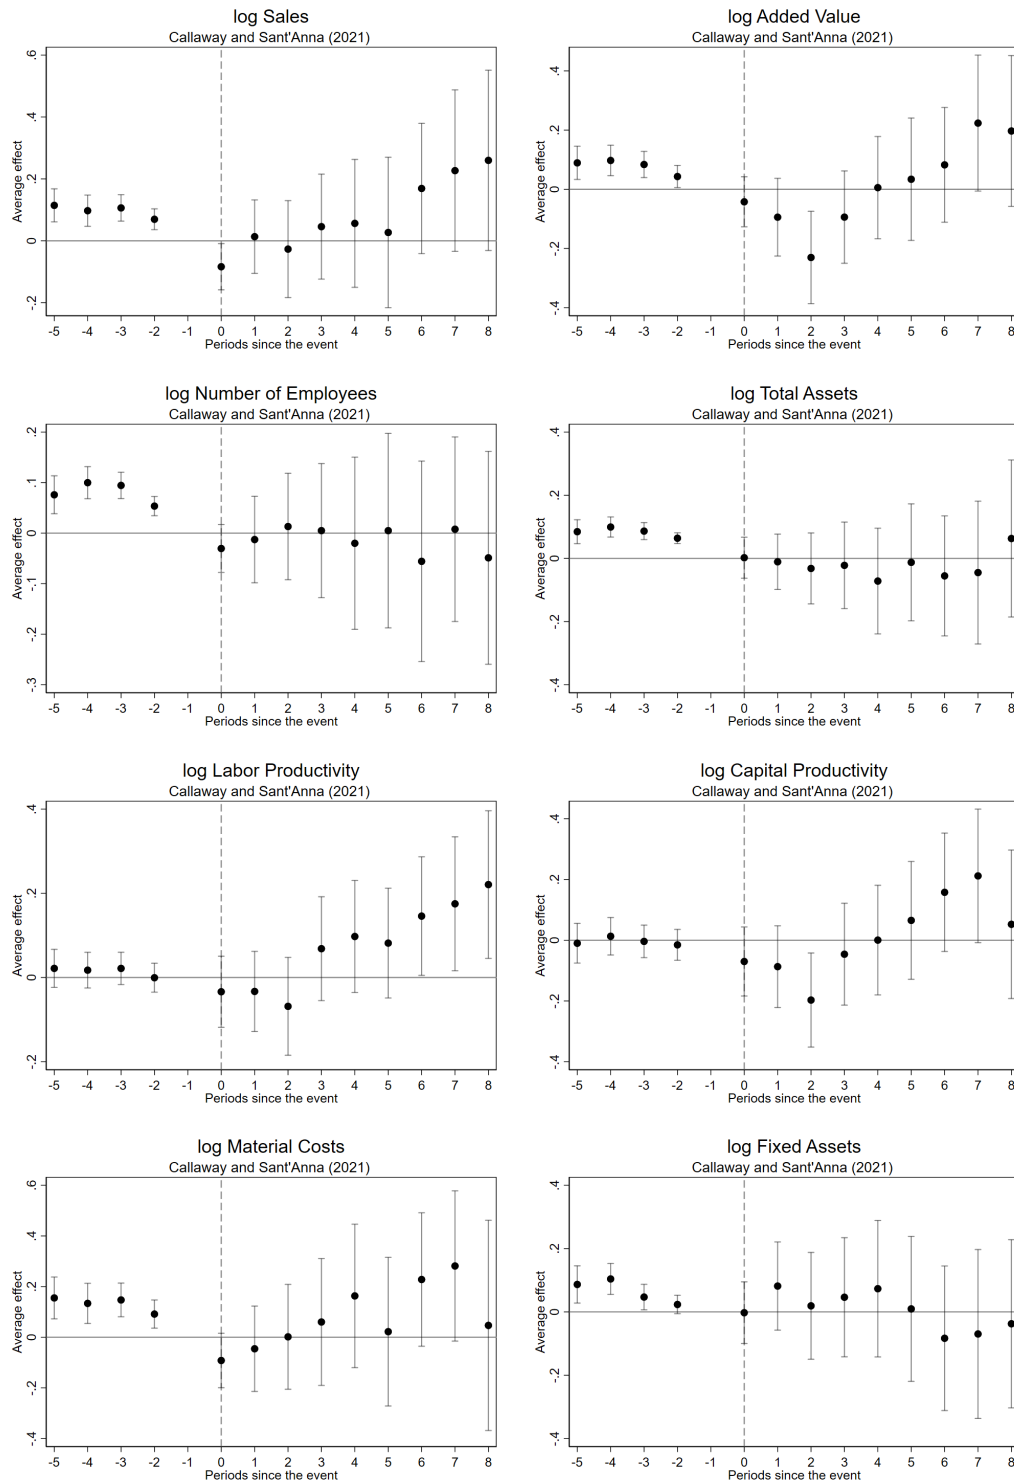 log Sales
Callaway and Sant'Anna (2021)
Average effect
.6
.4
.2
0
-.2
-5 -4 -3 -2 -1 0 1 2 3 4 5 6 7 8
Periods since the event
log Added Value
Callaway and Sant'Anna (2021)
Average effect
.4
.2
0
-.2
-.4
-5 -4 -3 -2 -1 0 1 2 3 4 5 6 7 8
Periods since the event
log Number of Employees
Callaway and Sant'Anna (2021)
Average effect
.2
.1
0
-.1
-.2
-.3
-5 -4 -3 -2 -1 0 1 2 3 4 5 6 7 8
Periods since the event
log Total Assets
Callaway and Sant'Anna (2021)
Average effect
.4
.2
0
-.2
-.4
-5 -4 -3 -2 -1 0 1 2 3 4 5 6 7 8
Periods since the event
log Labor Productivity
Callaway and Sant'Anna (2021)
Average effect
.4
.2
0
-.2
-5 -4 -3 -2 -1 0 1 2 3 4 5 6 7 8
Periods since the event
log Capital Productivity
Callaway and Sant'Anna (2021)
Average effect
.4
.2
0
-.2
-.4
-5 -4 -3 -2 -1 0 1 2 3 4 5 6 7 8
Periods since the event
log Material Costs
Callaway and Sant'Anna (2021)
Average effect
.6
.4
.2
0
-.2
-.4
-5 -4 -3 -2 -1 0 1 2 3 4 5 6 7 8
Periods since the event
log Fixed Assets
Callaway and Sant'Anna (2021)
Average effect
.4
.2
0
-.2
-.4
-5 -4 -3 -2 -1 0 1 2 3 4 5 6 7 8
Periods since the event